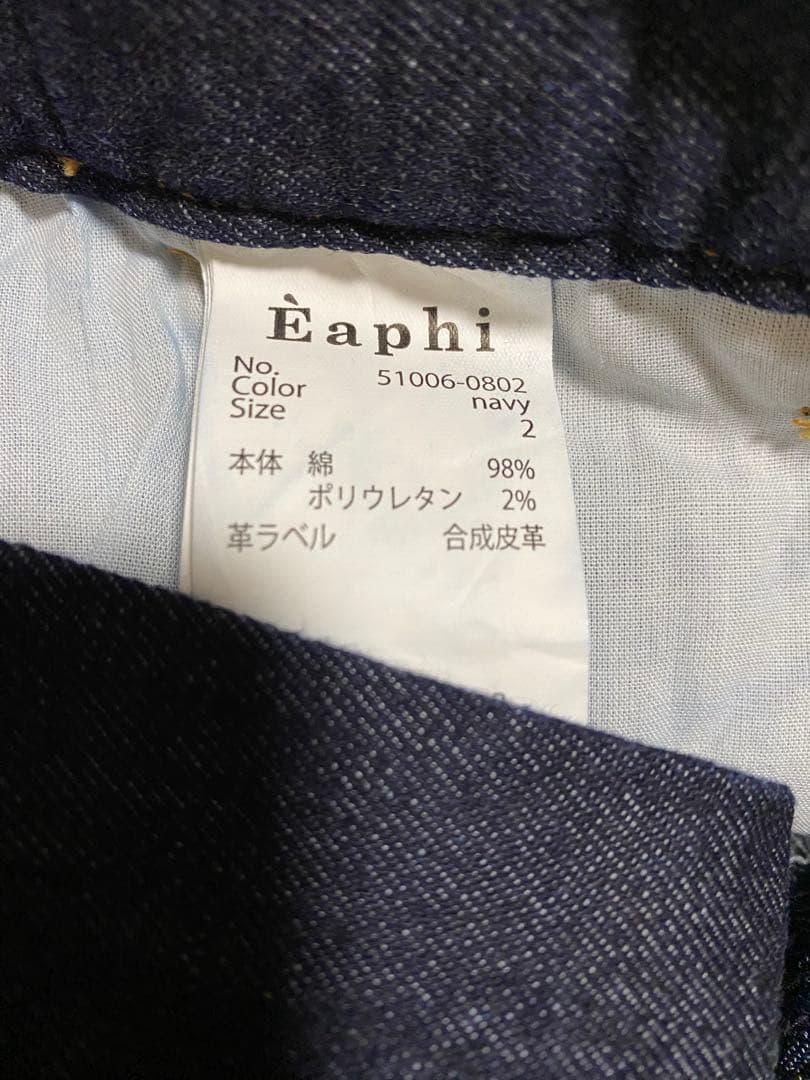 Èaphi
No. 51006-0802
Color navy
Size 2
本体 綿 98%
ポリウレタン 2%
革ラベル 合成皮革